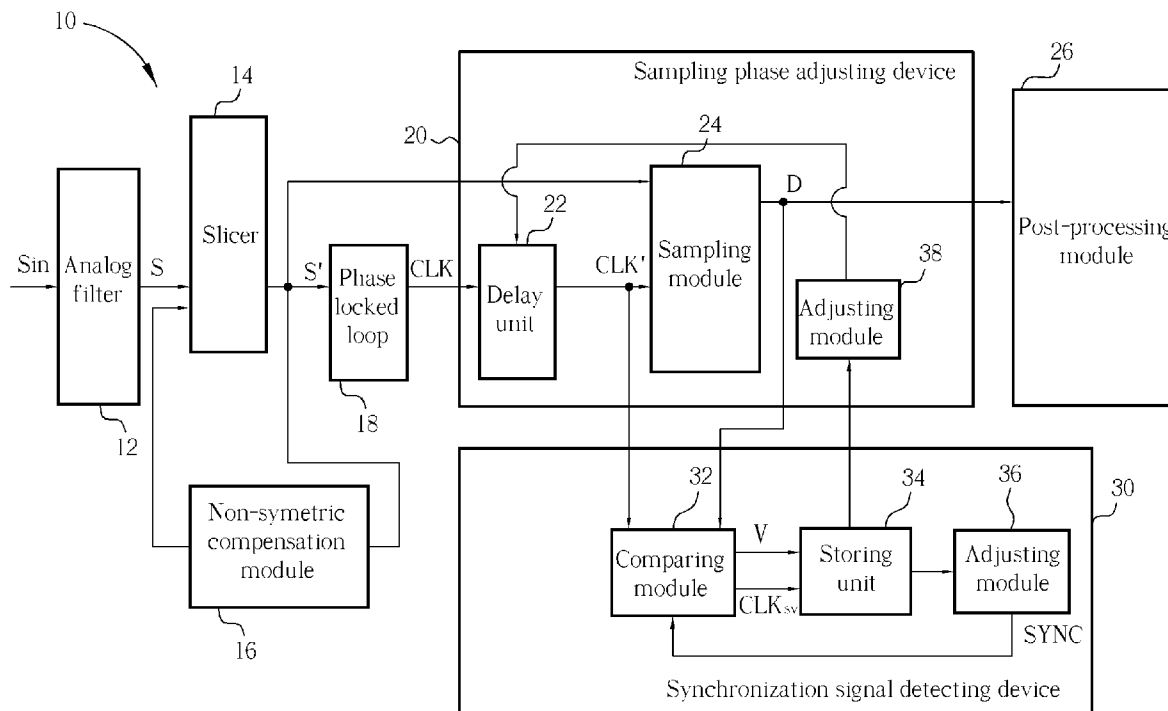 10
14
Sampling phase adjusting device
26
20
24
D
22
Slicer
Post-processing
module
Sin
Analog
filter
S
S'
Phase
locked
loop
CLK
Delay
unit
CLK'
Sampling
module
38
Adjusting
module
12
18
32
34
36
30
Non-symetric
compensation
module
V
Comparing
module
Storing
unit
Adjusting
module
CLKsv
SYNC
16
Synchronization signal detecting device